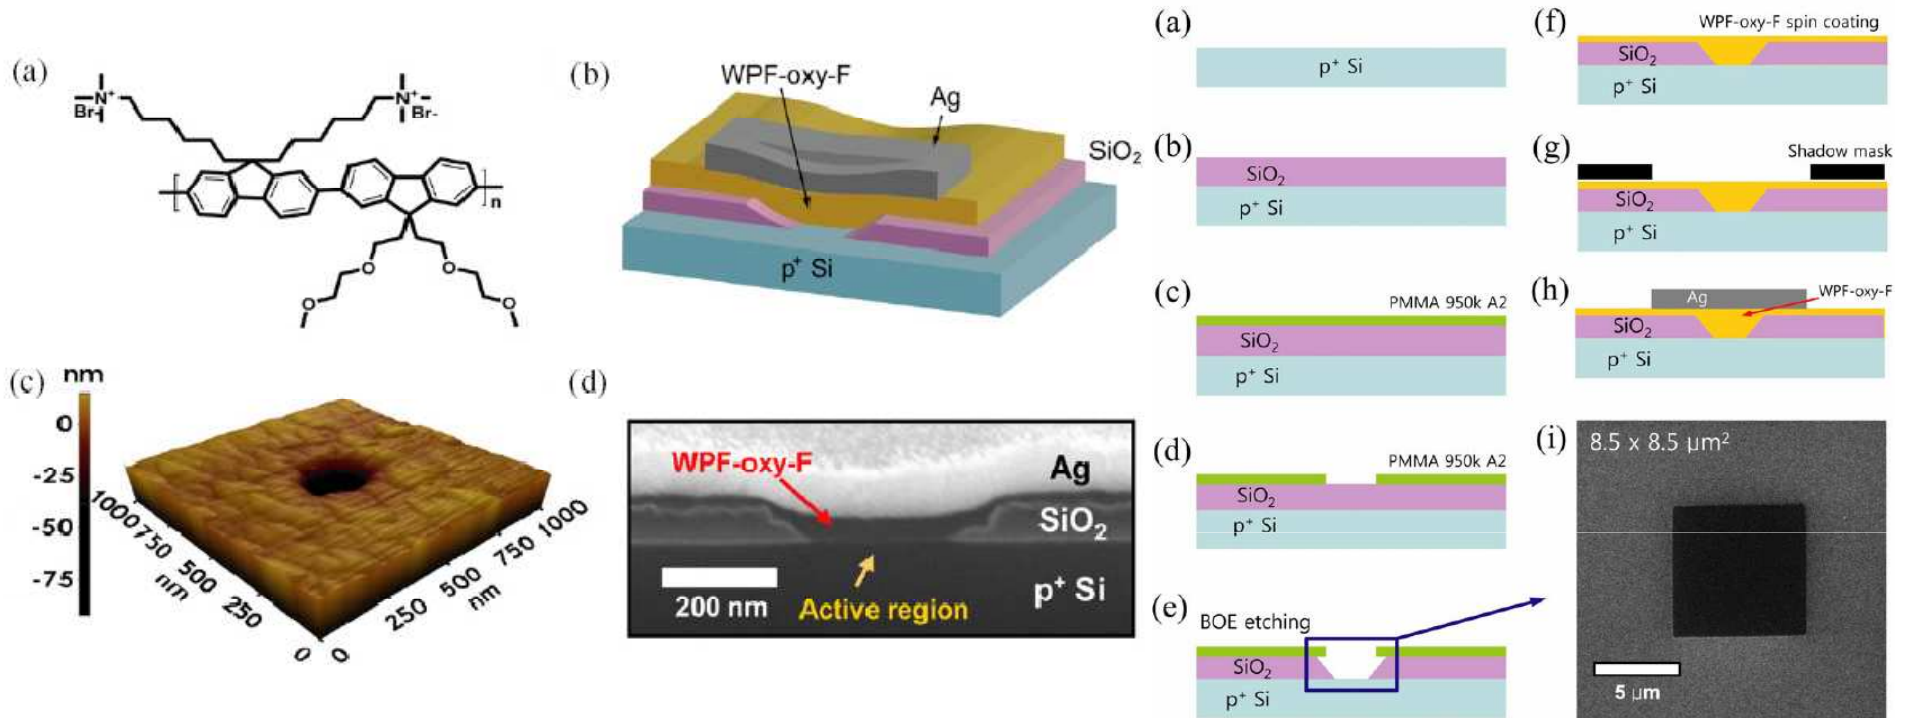 (a)
N⁺
Br-
N⁺
Br-
n
O
O
O
O
(b)
WPF-oxy-F
Ag
SiO₂
p⁺ Si
(c)
nm
0
-25
-50
-75
1000
750
500
250
0
nm
0
250
500
750
1000
nm
(d)
WPF-oxy-F
Ag
SiO₂
p⁺ Si
200 nm
Active region
(a)
p⁺ Si
(b)
SiO₂
p⁺ Si
(c)
PMMA 950k A2
SiO₂
p⁺ Si
(d)
PMMA 950k A2
SiO₂
p⁺ Si
(e)
BOE etching
SiO₂
p⁺ Si
(f)
WPF-oxy-F spin coating
SiO₂
p⁺ Si
(g)
Shadow mask
SiO₂
p⁺ Si
(h)
Ag
WPF-oxy-F
SiO₂
p⁺ Si
(i)
8.5 x 8.5 μm²
5 μm